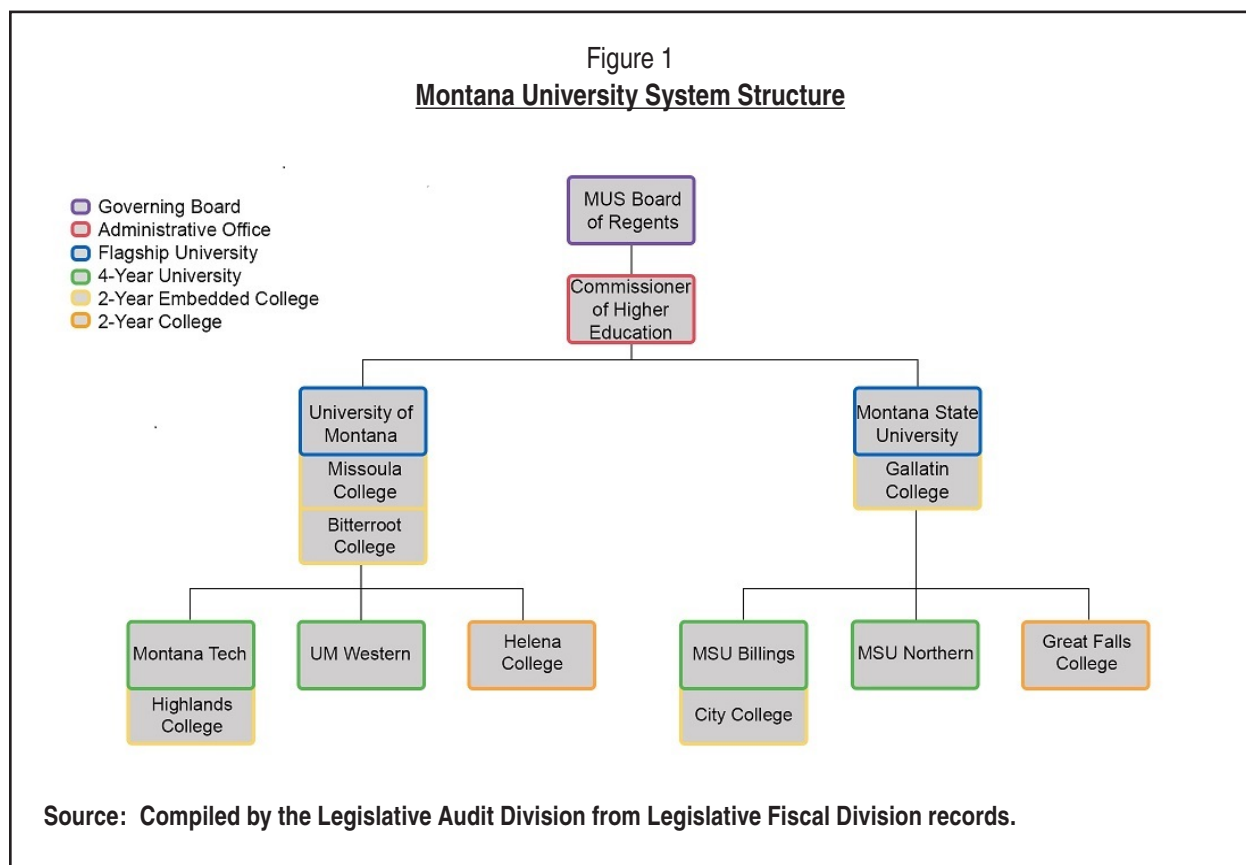 Figure 1
Montana University System Structure
Governing Board
Administrative Office
Flagship University
4-Year University
2-Year Embedded College
2-Year College
MUS Board
of Regents
Commissioner
of Higher
Education
University of
Montana
Missoula
College
Bitterroot
College
Montana State
University
Gallatin
College
Montana Tech
Highlands
College
UM Western
Helena
College
MSU Billings
City College
MSU Northern
Great Falls
College
Source: Compiled by the Legislative Audit Division from Legislative Fiscal Division records.